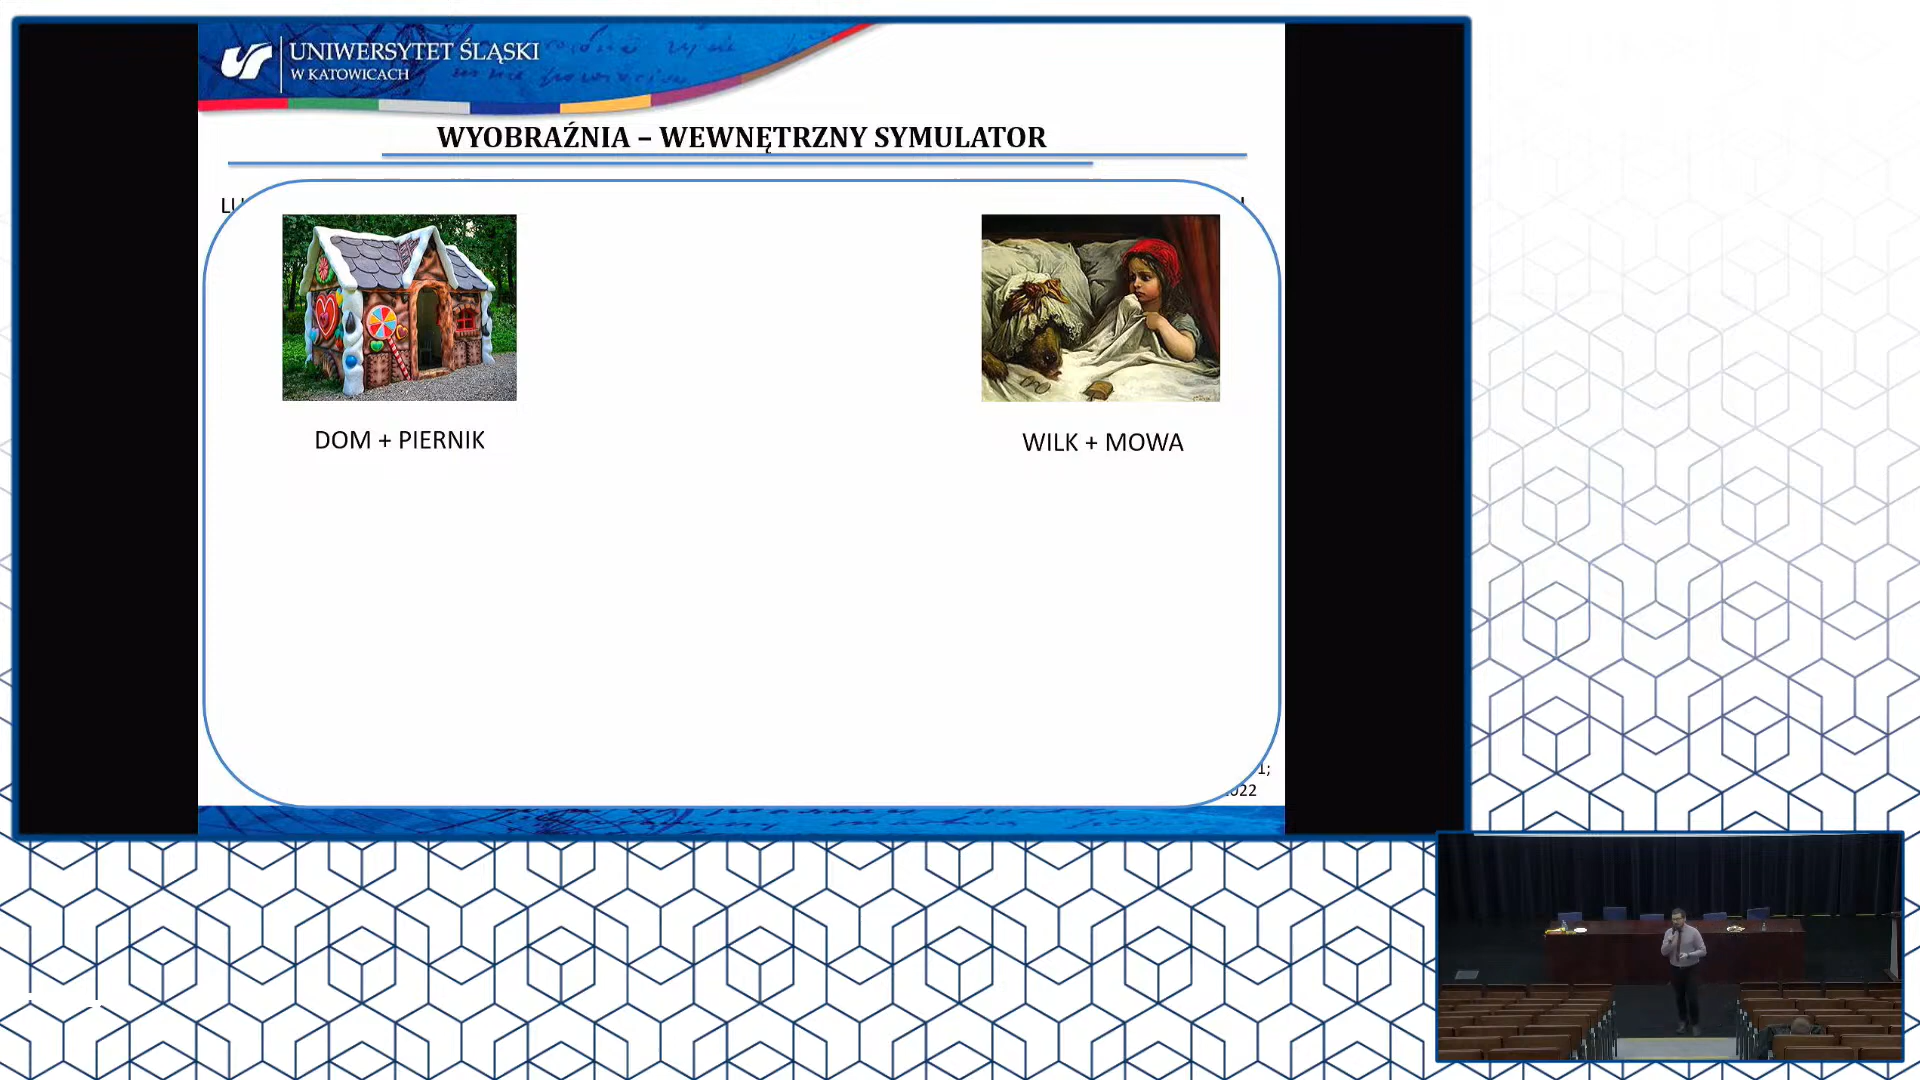 UNIWERSYTET ŚLĄSKI
W KATOWICACH
WYOBRAŹNIA – WEWNĘTRZNY SYMULATOR
DOM + PIERNIK
WILK + MOWA